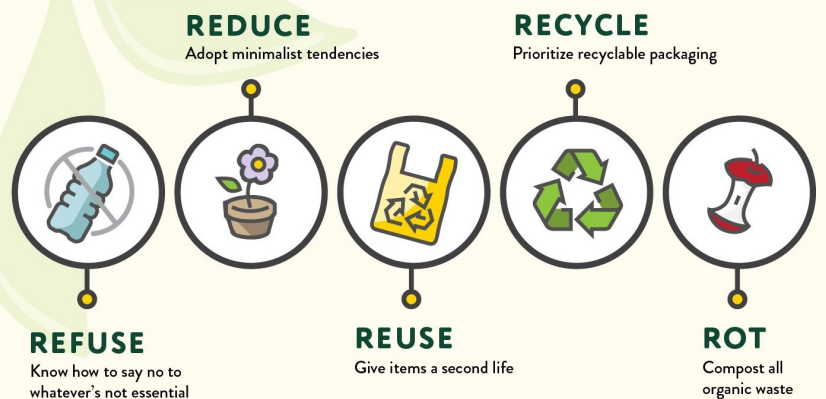 REDUCE
Adopt minimalist tendencies
RECYCLE
Prioritize recyclable packaging
REFUSE
Know how to say no to
whatever's not essential
REUSE
Give items a second life
ROT
Compost all
organic waste